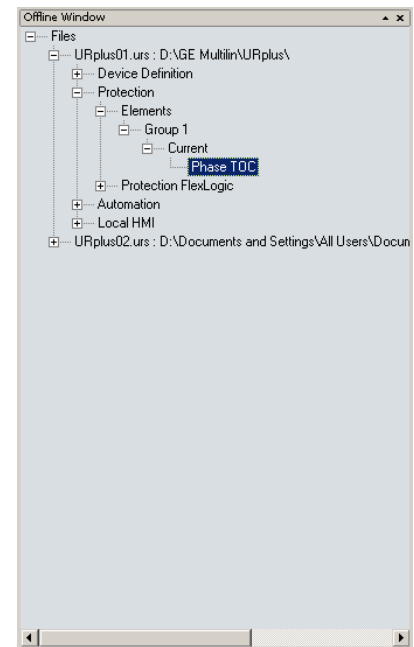 Offline Window
Files
URplus01.urs : D:\GE Multilin\URplus\
Device Definition
Protection
Elements
Group 1
Current
Phase TOC
Protection FlexLogic
Automation
Local HMI
URplus02.urs : D:\Documents and Settings\All Users\Docun